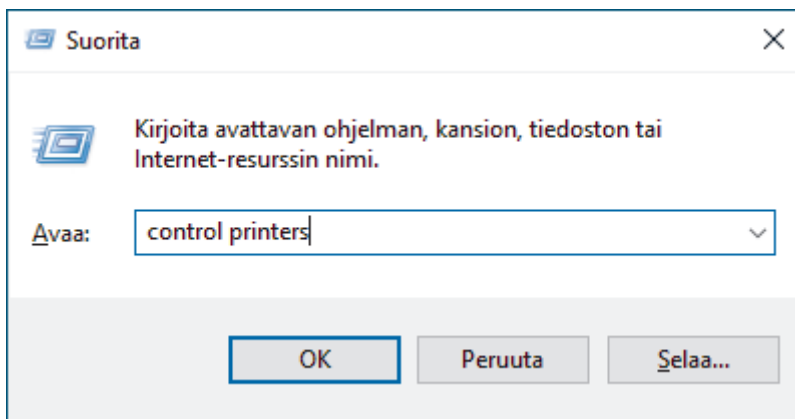 Suorita
Kirjoita avattavan ohjelman, kansion, tiedoston tai
Internet-resurssin nimi.
Avaa: control printers
OK Peruuta Selaa...